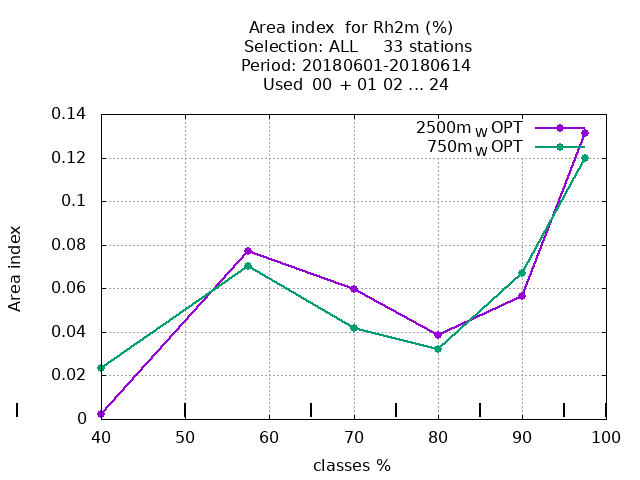 Area index  for Rh2m (%)
Selection: ALL     33 stations
Period: 20180601-20180614
Used  00 + 01 02 ... 24
2500m W OPT
750m W OPT
0.14
0.12
0.1
0.08
0.06
0.04
0.02
0
Area index
40 50 60 70 80 90 100
classes %